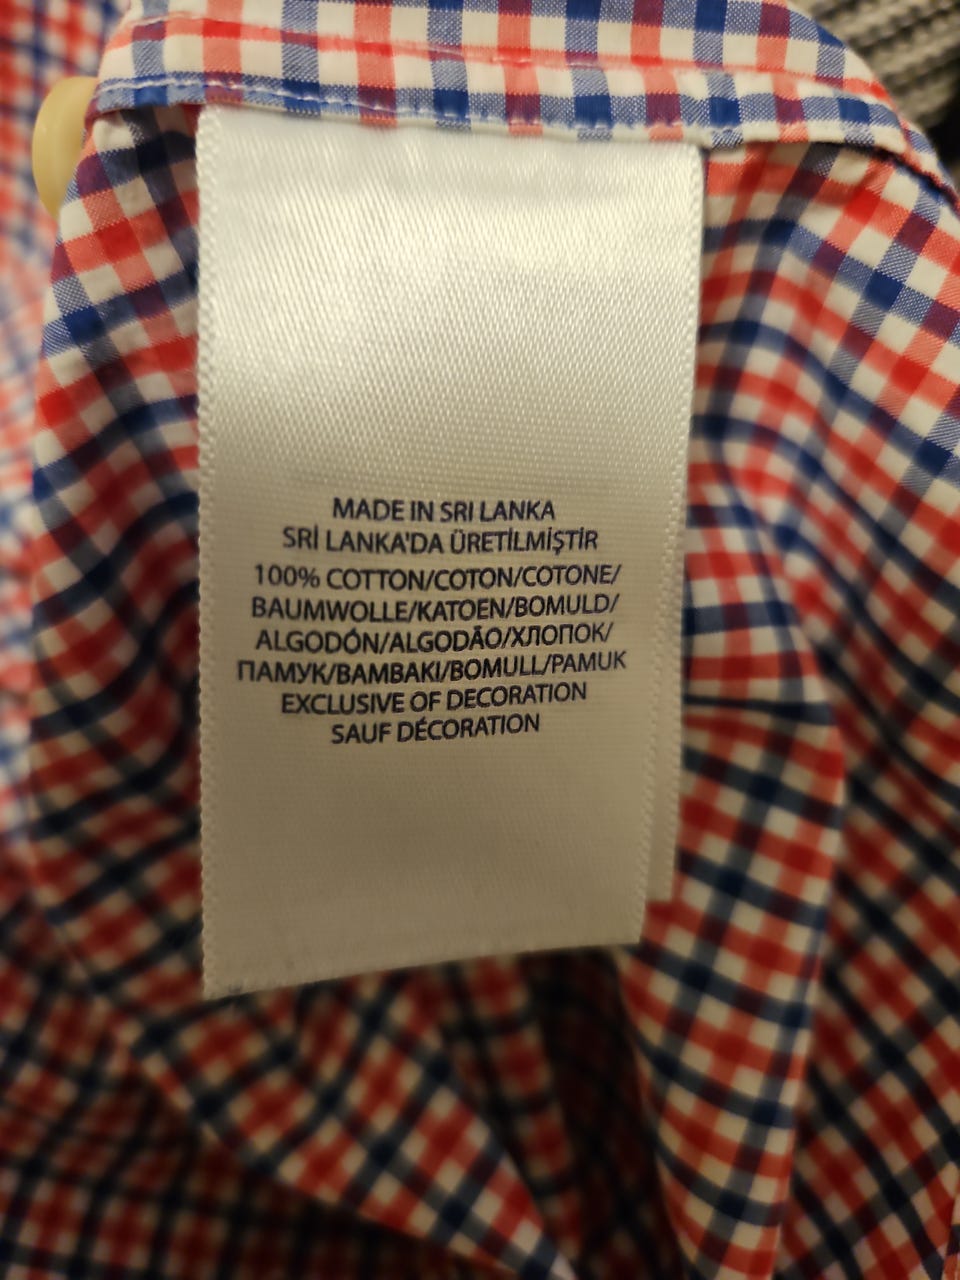 MADE IN SRI LANKA
SRİ LANKA'DA ÜRETİLMİŞTİR
100% COTTON/COTON/COTONE/
BAUMWOLLE/KATOEN/BOMULD/
ALGODÓN/ALGODÃO/ХЛОПОК/
ПАМУК/BAMBAKI/BOMULL/PAMUK
EXCLUSIVE OF DECORATION
SAUF DÉCORATION